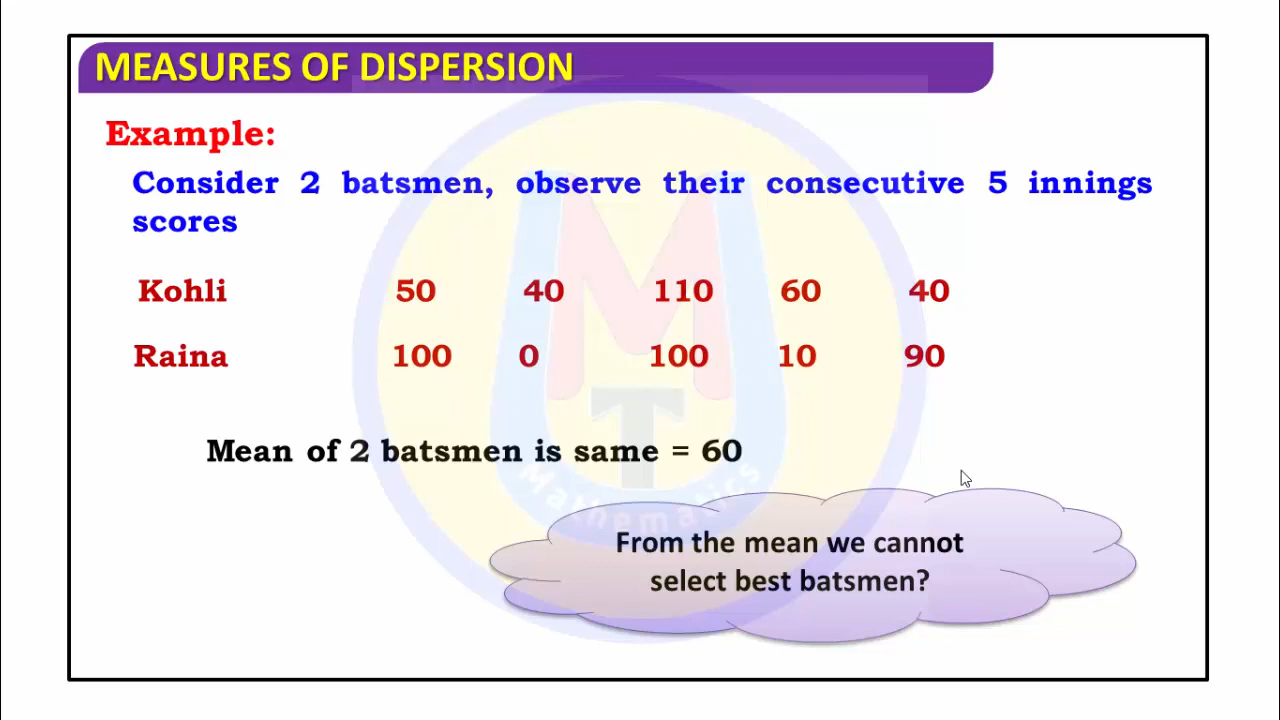 MEASURES OF DISPERSION
Example:
Consider 2 batsmen, observe their consecutive 5 innings
scores
Kohli 50 40 110 60 40
Raina 100 0 100 10 90
Mean of 2 batsmen is same = 60
From the mean we cannot
select best batsmen?
MT
Mathematics